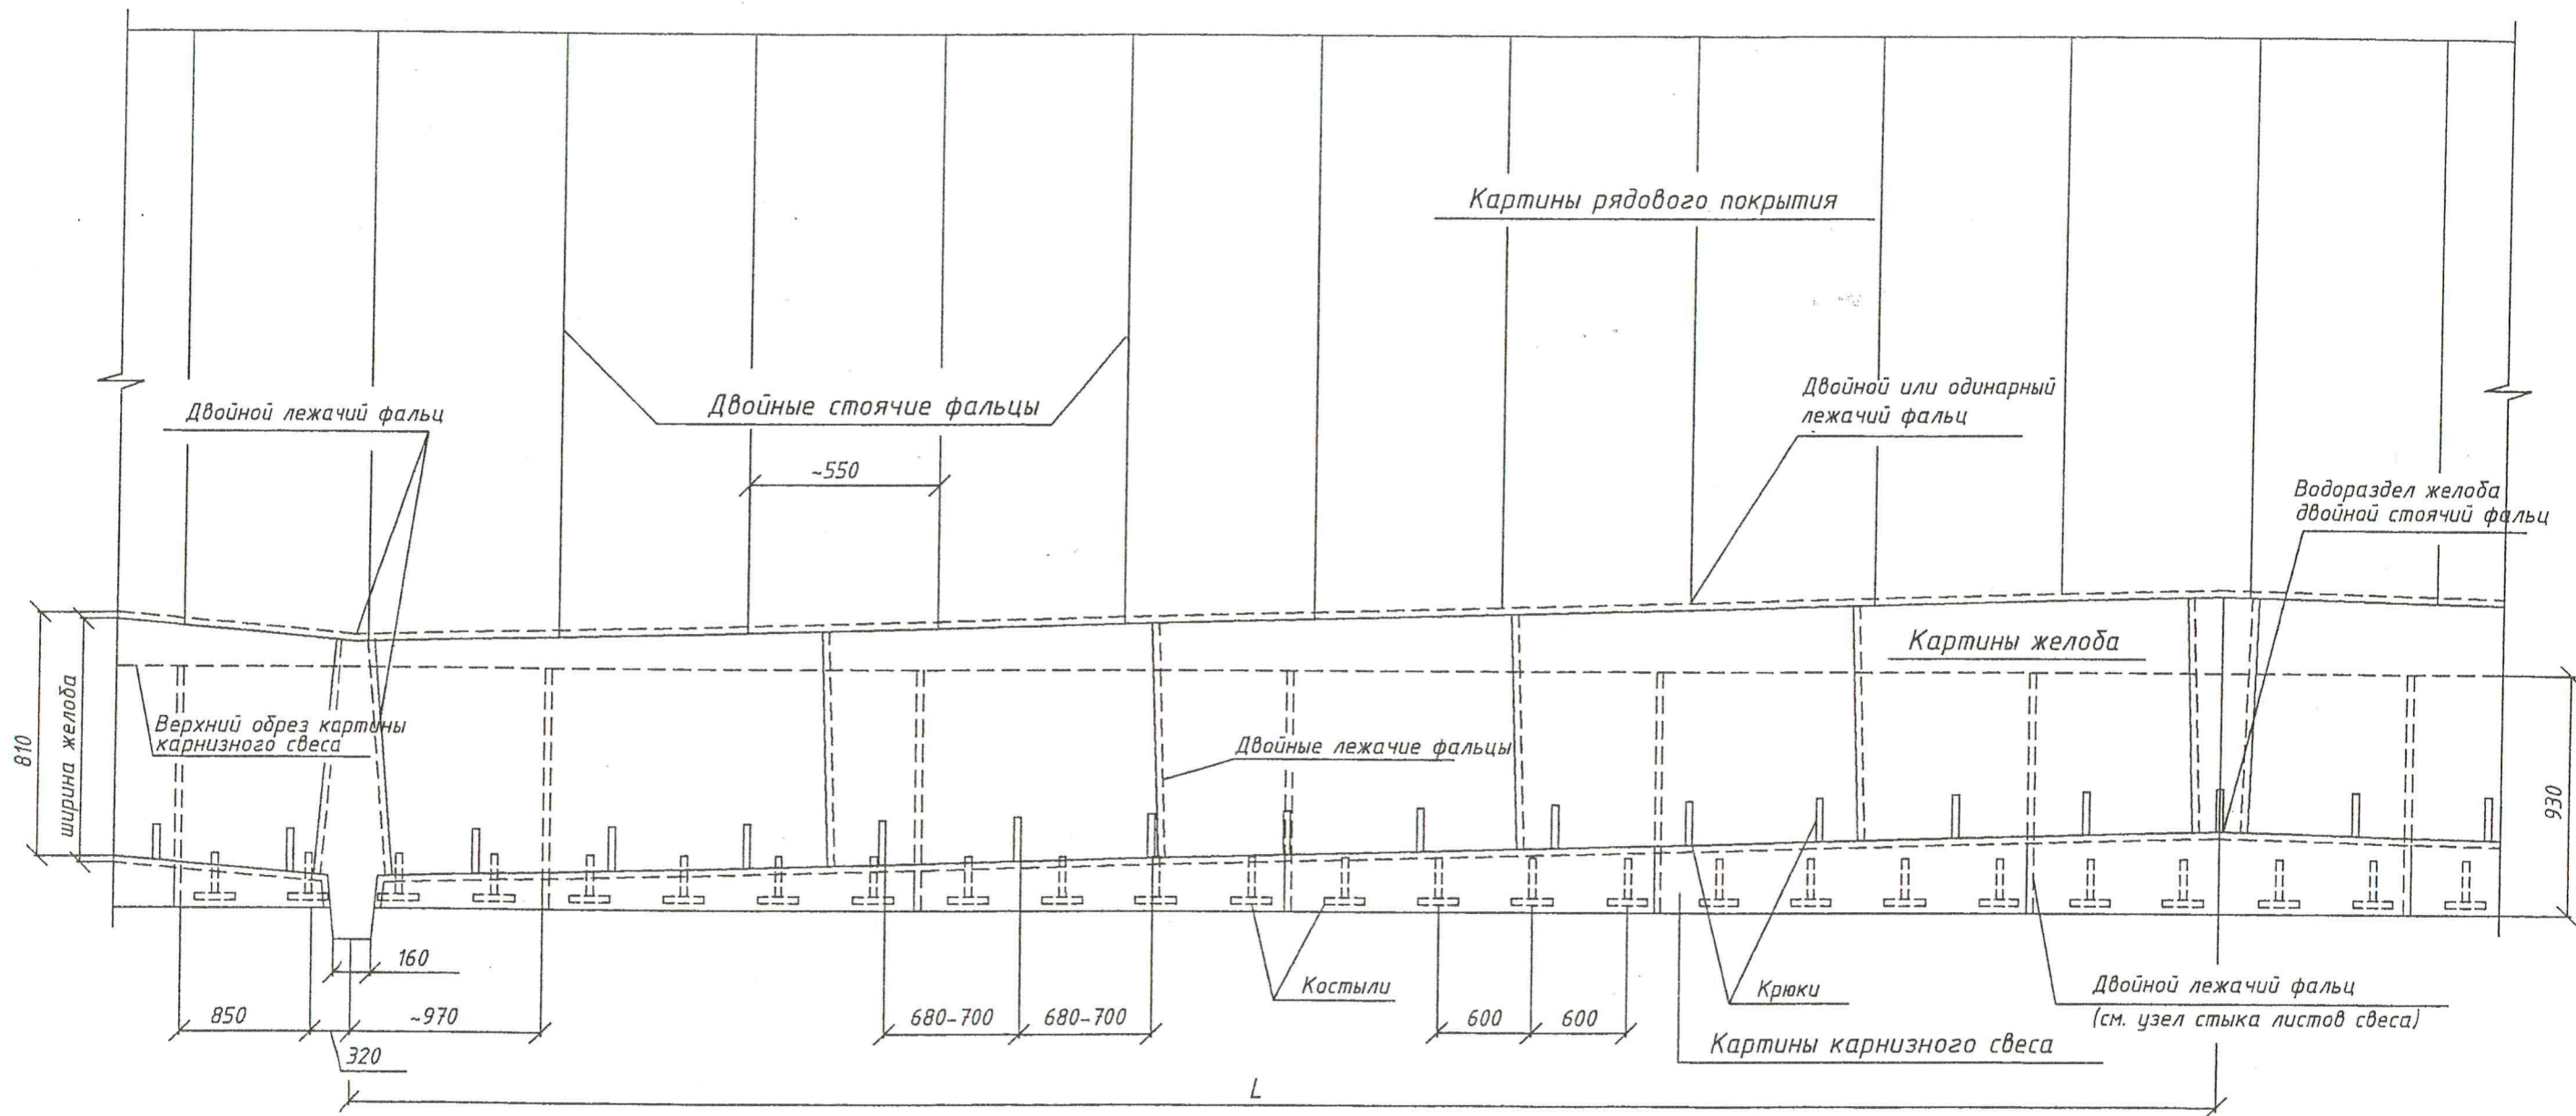 Картины рядового покрытия
Двойной лежачий фальц
Двойные стоячие фальцы
Двойной или одинарный
лежачий фальц
~550
Водораздел желоба
двойной стоячий фальц
Картины желоба
810
ширина желоба
Верхний обрез картины
карнизного свеса
Двойные лежачие фальцы
930
160
850
~970
320
680-700
680-700
Костыли
600
600
Крюки
Картины карнизного свеса
Двойной лежачий фальц
(см. узел стыка листов свеса)
L